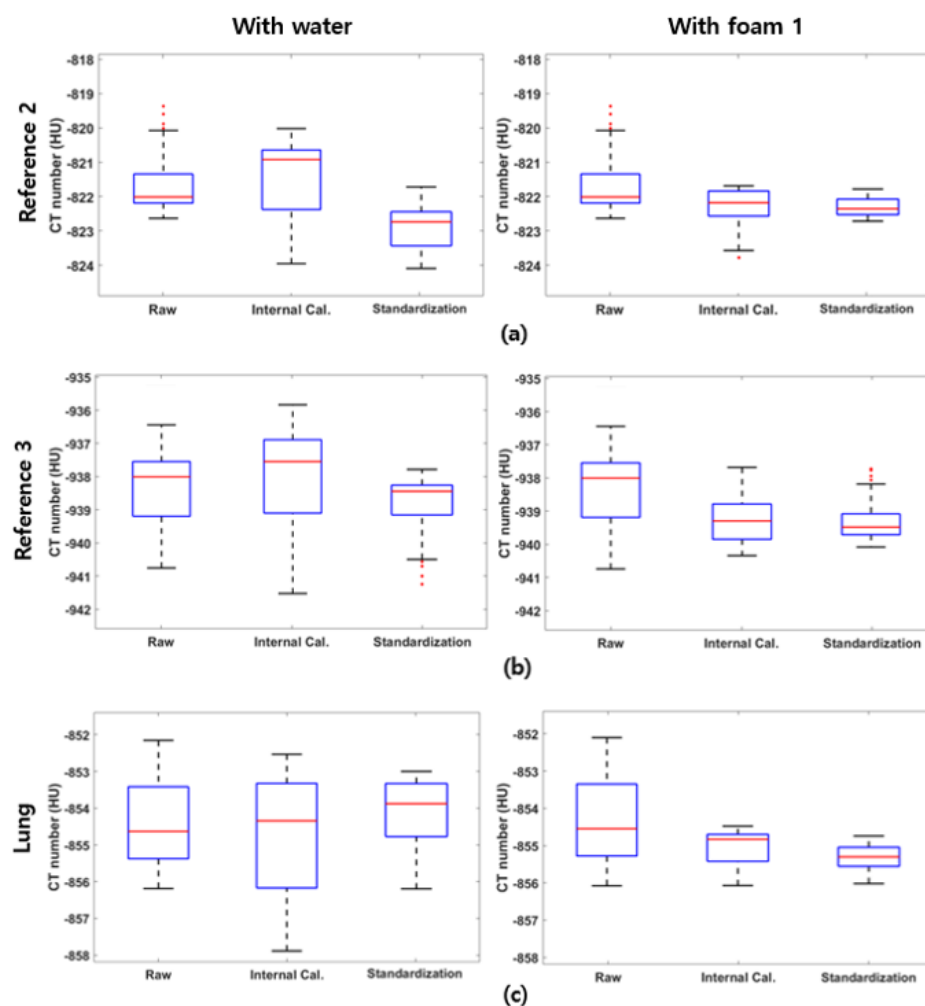 With water
With foam 1
Reference 2
CT number (HU)
-818
-819
-820
-821
-822
-823
-824
Raw
Internal Cal.
Standardization
CT number (HU)
-818
-819
-820
-821
-822
-823
-824
Raw
Internal Cal.
Standardization
(a)
Reference 3
CT number (HU)
-935
-936
-937
-938
-939
-940
-941
-942
Raw
Internal Cal.
Standardization
CT number (HU)
-935
-936
-937
-938
-939
-940
-941
-942
Raw
Internal Cal.
Standardization
(b)
Lung
CT number (HU)
-852
-853
-854
-855
-856
-857
-858
Raw
Internal Cal.
Standardization
CT number (HU)
-852
-853
-854
-855
-856
-857
-858
Raw
Internal Cal.
Standardization
(c)